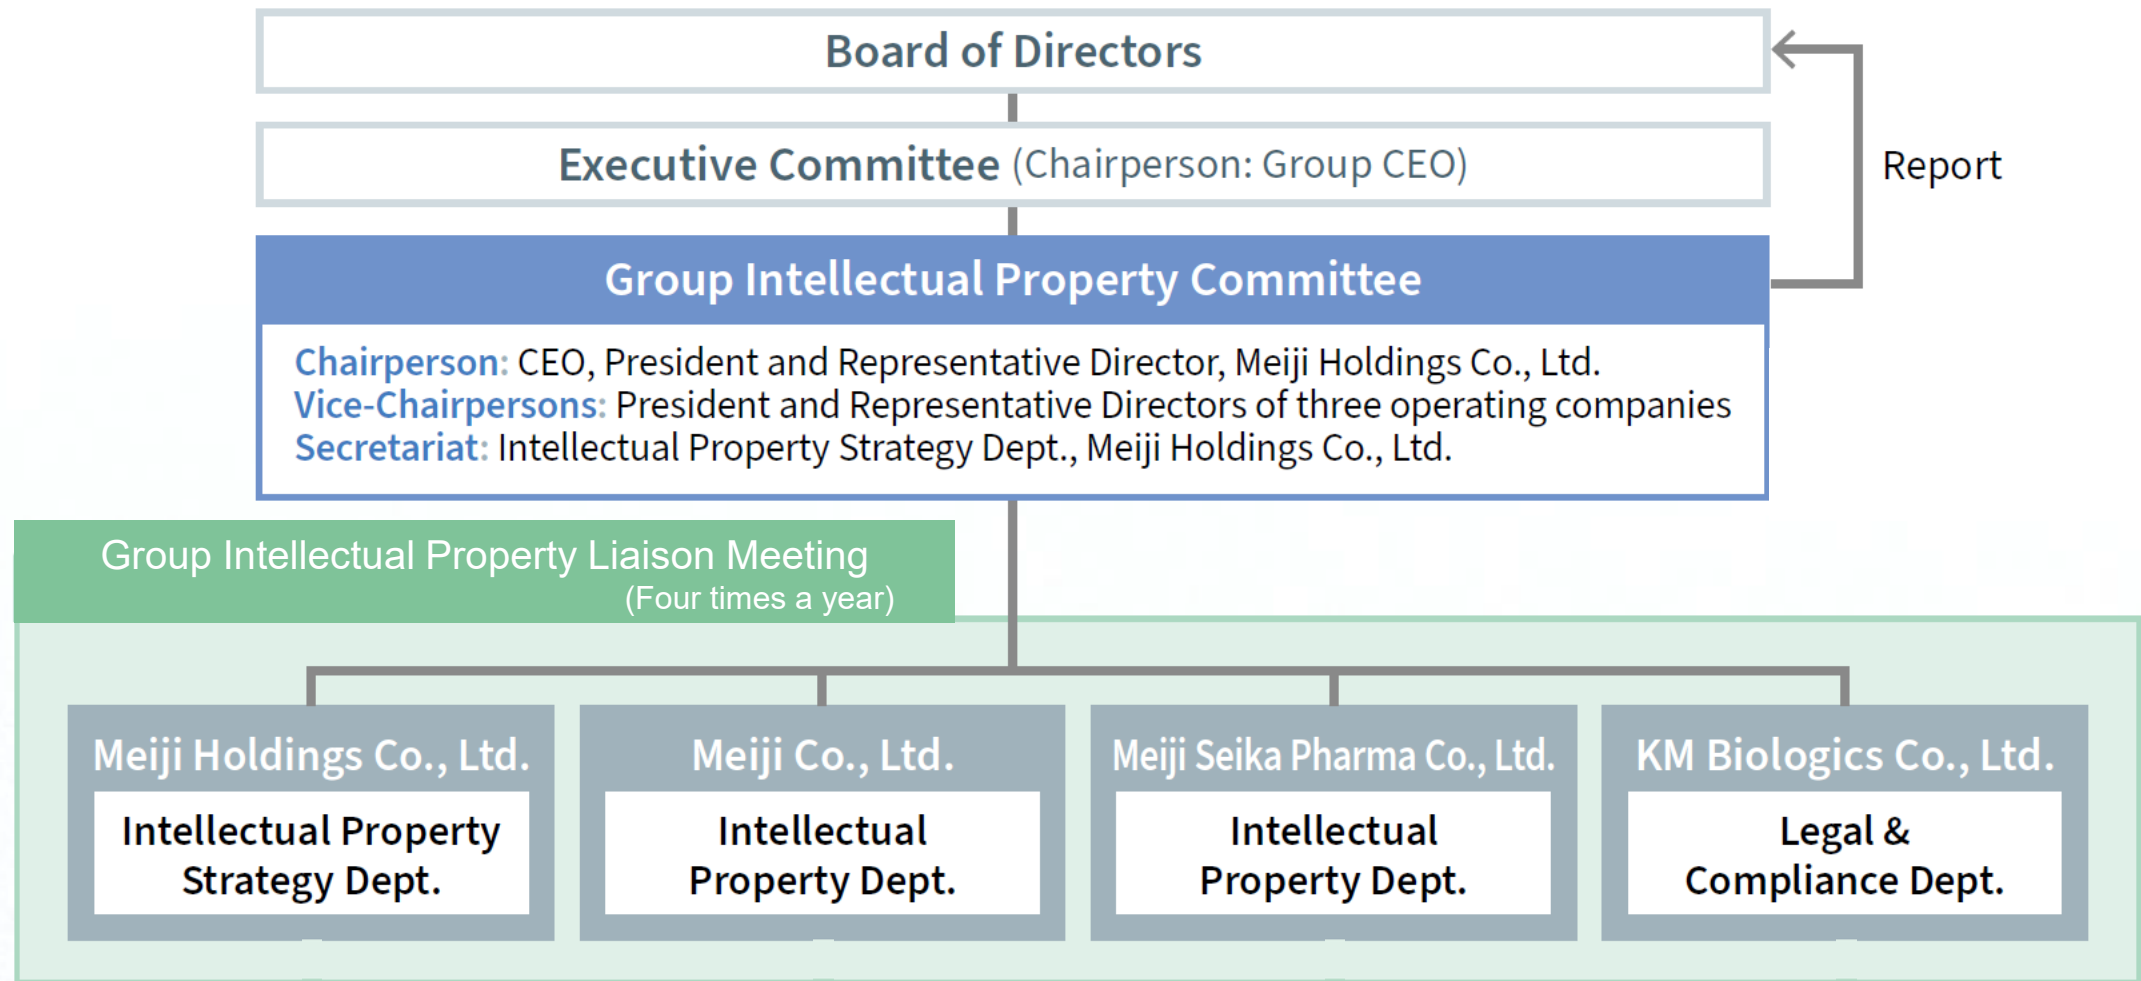 Board of Directors
Executive Committee (Chairperson: Group CEO)
Report
Group Intellectual Property Committee
Chairperson: CEO, President and Representative Director, Meiji Holdings Co., Ltd.
Vice-Chairpersons: President and Representative Directors of three operating companies
Secretariat: Intellectual Property Strategy Dept., Meiji Holdings Co., Ltd.
Group Intellectual Property Liaison Meeting
(Four times a year)
Meiji Holdings Co., Ltd.
Intellectual Property
Strategy Dept.
Meiji Co., Ltd.
Intellectual
Property Dept.
Meiji Seika Pharma Co., Ltd.
Intellectual
Property Dept.
KM Biologics Co., Ltd.
Legal &
Compliance Dept.